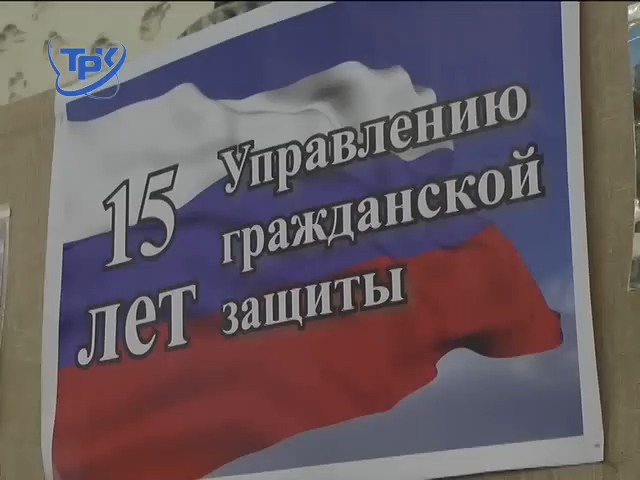 ТРК
15
лет
Управлению
гражданской
защиты